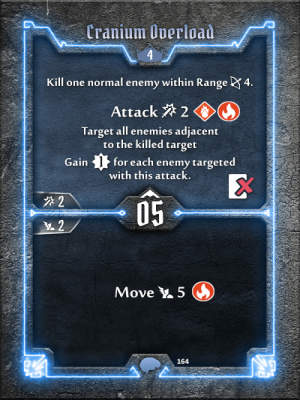 Cranium Overload
4
Kill one normal enemy within Range 4.
Attack 2
Target all enemies adjacent
to the killed target
Gain 1 for each enemy targeted
with this attack.
2
05
2
Move 5
164